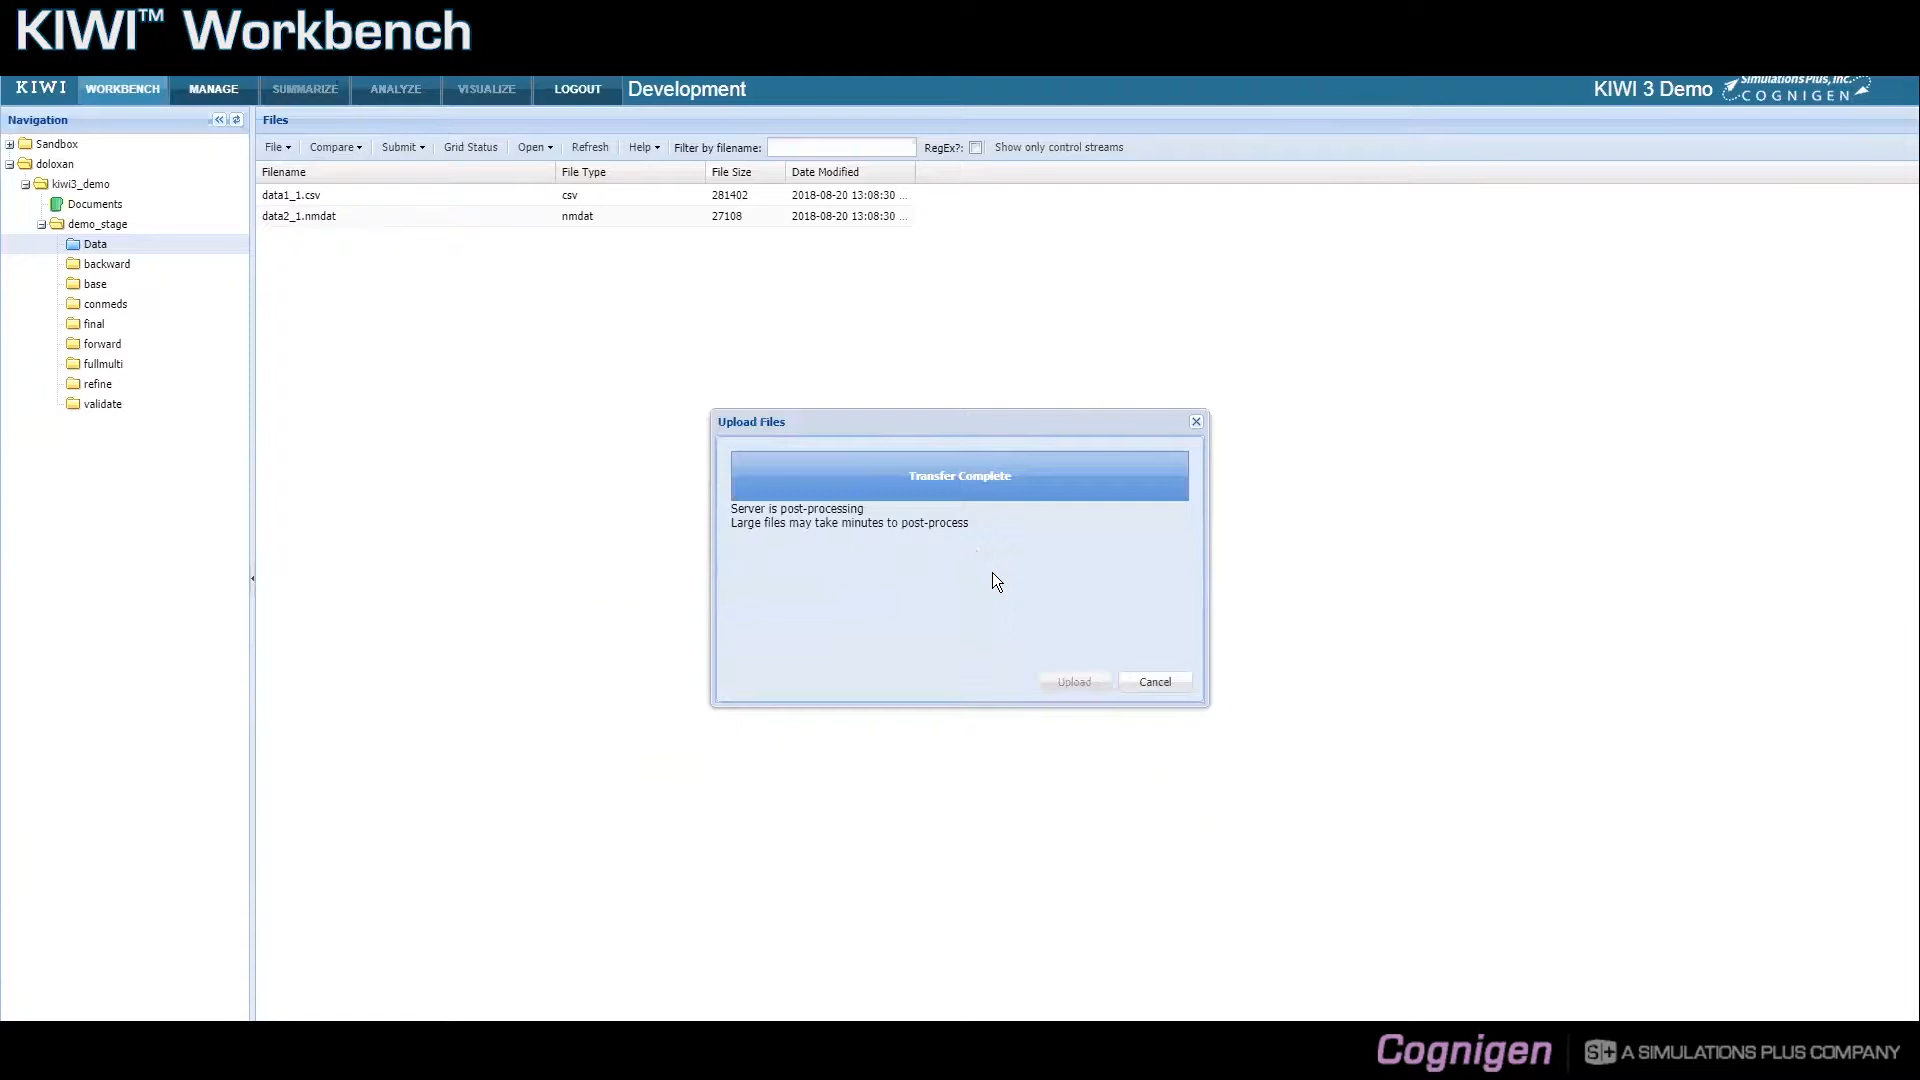 KIWI™ Workbench
KIWI WORKBENCH MANAGE SUMMARIZE ANALYZE VISUALIZE LOGOUT Development KIWI 3 Demo Simulations Plus, Inc. COGNIGEN
Navigation
Sandbox
doloxan
kiwi3_demo
Documents
demo_stage
Data
backward
base
conmeds
final
forward
fullmulti
refine
validate
Files
File Compare Submit Grid Status Open Refresh Help Filter by filename: RegEx?: Show only control streams
Filename File Type File Size Date Modified
data1_1.csv csv 281402 2018-08-20 13:08:30 ...
data2_1.nmdat nmdat 27108 2018-08-20 13:08:30 ...
Upload Files
Transfer Complete
Server is post-processing
Large files may take minutes to post-process
Upload Cancel
Cognigen S+ A SIMULATIONS PLUS COMPANY